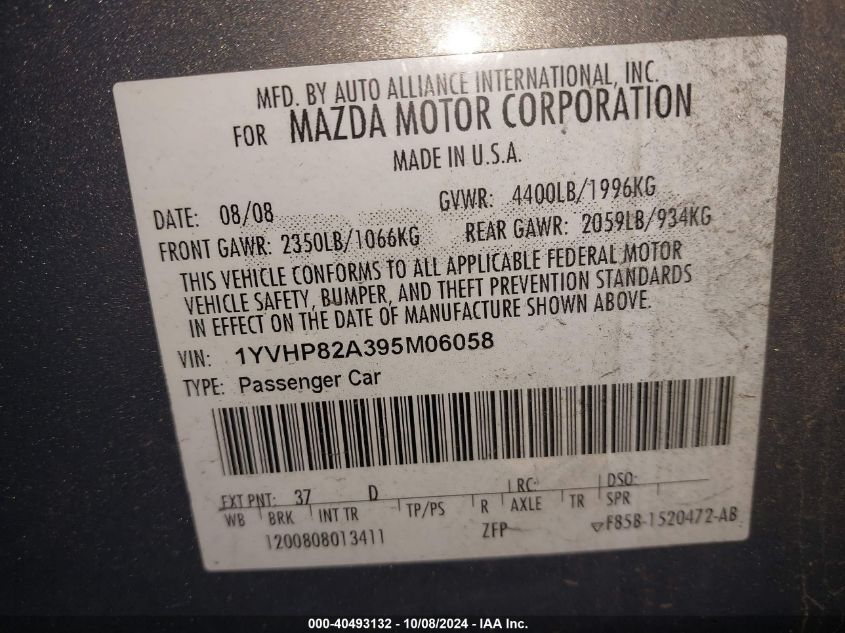 MFD. BY AUTO ALLIANCE INTERNATIONAL, INC.
FOR MAZDA MOTOR CORPORATION
MADE IN U.S.A.
DATE: 08/08 GVWR: 4400LB/1996KG
FRONT GAWR: 2350LB/1066KG REAR GAWR: 2059LB/934KG
THIS VEHICLE CONFORMS TO ALL APPLICABLE FEDERAL MOTOR
VEHICLE SAFETY, BUMPER, AND THEFT PREVENTION STANDARDS
IN EFFECT ON THE DATE OF MANUFACTURE SHOWN ABOVE.
VIN: 1YVHP82A395M06058
TYPE: Passenger Car
EXT PNT: 37 D RC: DSO:
WB BRK INT TR TP/PS R AXLE TR SPR
1200808013411 ZFP F85B-1520472-AB
000-40493132 - 10/08/2024 - IAA Inc.